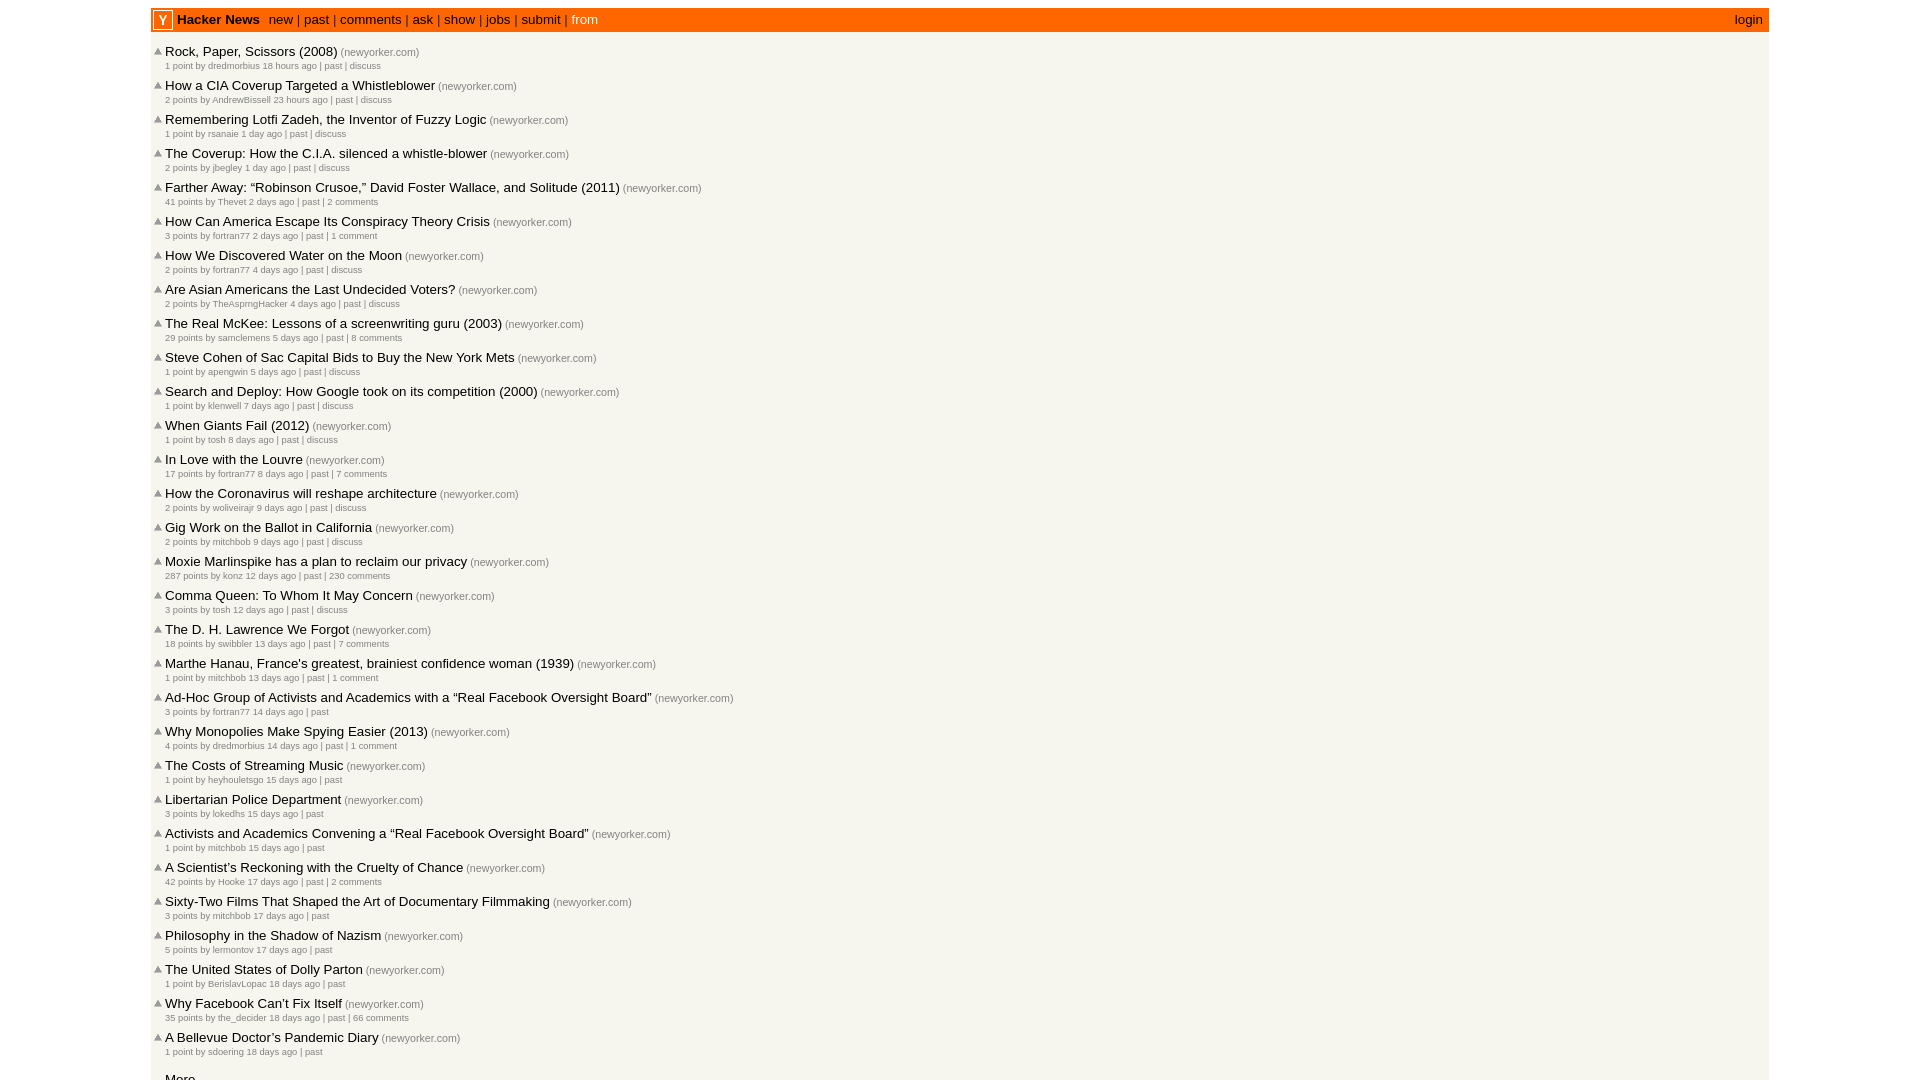 Y Hacker News new | past | comments | ask | show | jobs | submit | from login
Rock, Paper, Scissors (2008) (newyorker.com)
1 point by dredmorbius 18 hours ago | past | discuss
How a CIA Coverup Targeted a Whistleblower (newyorker.com)
2 points by AndrewBissell 23 hours ago | past | discuss
Remembering Lotfi Zadeh, the Inventor of Fuzzy Logic (newyorker.com)
1 point by rsanaie 1 day ago | past | discuss
The Coverup: How the C.I.A. silenced a whistle-blower (newyorker.com)
2 points by jbegley 1 day ago | past | discuss
Farther Away: “Robinson Crusoe,” David Foster Wallace, and Solitude (2011) (newyorker.com)
41 points by Thevet 2 days ago | past | 2 comments
How Can America Escape Its Conspiracy Theory Crisis (newyorker.com)
3 points by fortran77 2 days ago | past | 1 comment
How We Discovered Water on the Moon (newyorker.com)
2 points by fortran77 4 days ago | past | discuss
Are Asian Americans the Last Undecided Voters? (newyorker.com)
2 points by TheAsprngHacker 4 days ago | past | discuss
The Real McKee: Lessons of a screenwriting guru (2003) (newyorker.com)
29 points by samclemens 5 days ago | past | 8 comments
Steve Cohen of Sac Capital Bids to Buy the New York Mets (newyorker.com)
1 point by apengwin 5 days ago | past | discuss
Search and Deploy: How Google took on its competition (2000) (newyorker.com)
1 point by klenwell 7 days ago | past | discuss
When Giants Fail (2012) (newyorker.com)
1 point by tosh 8 days ago | past | discuss
In Love with the Louvre (newyorker.com)
17 points by fortran77 8 days ago | past | 7 comments
How the Coronavirus will reshape architecture (newyorker.com)
2 points by woliveirajr 9 days ago | past | discuss
Gig Work on the Ballot in California (newyorker.com)
2 points by mitchbob 9 days ago | past | discuss
Moxie Marlinspike has a plan to reclaim our privacy (newyorker.com)
287 points by konz 12 days ago | past | 230 comments
Comma Queen: To Whom It May Concern (newyorker.com)
3 points by tosh 12 days ago | past | discuss
The D. H. Lawrence We Forgot (newyorker.com)
18 points by swibbler 13 days ago | past | 7 comments
Marthe Hanau, France's greatest, brainiest confidence woman (1939) (newyorker.com)
1 point by mitchbob 13 days ago | past | 1 comment
Ad-Hoc Group of Activists and Academics with a “Real Facebook Oversight Board” (newyorker.com)
3 points by fortran77 14 days ago | past
Why Monopolies Make Spying Easier (2013) (newyorker.com)
4 points by dredmorbius 14 days ago | past | 1 comment
The Costs of Streaming Music (newyorker.com)
1 point by heyhouletsgo 15 days ago | past
Libertarian Police Department (newyorker.com)
3 points by lokedhs 15 days ago | past
Activists and Academics Convening a “Real Facebook Oversight Board” (newyorker.com)
1 point by mitchbob 15 days ago | past
A Scientist’s Reckoning with the Cruelty of Chance (newyorker.com)
42 points by Hooke 17 days ago | past | 2 comments
Sixty-Two Films That Shaped the Art of Documentary Filmmaking (newyorker.com)
3 points by mitchbob 17 days ago | past
Philosophy in the Shadow of Nazism (newyorker.com)
5 points by lermontov 17 days ago | past
The United States of Dolly Parton (newyorker.com)
1 point by BerislavLopac 18 days ago | past
Why Facebook Can’t Fix Itself (newyorker.com)
35 points by the_decider 18 days ago | past | 66 comments
A Bellevue Doctor’s Pandemic Diary (newyorker.com)
1 point by sdoering 18 days ago | past
More